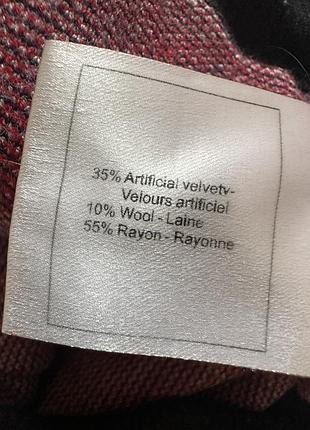 35% Artificial velvetv-
Velours artificiel
10% Wool - Laine
55% Rayon - Rayonne